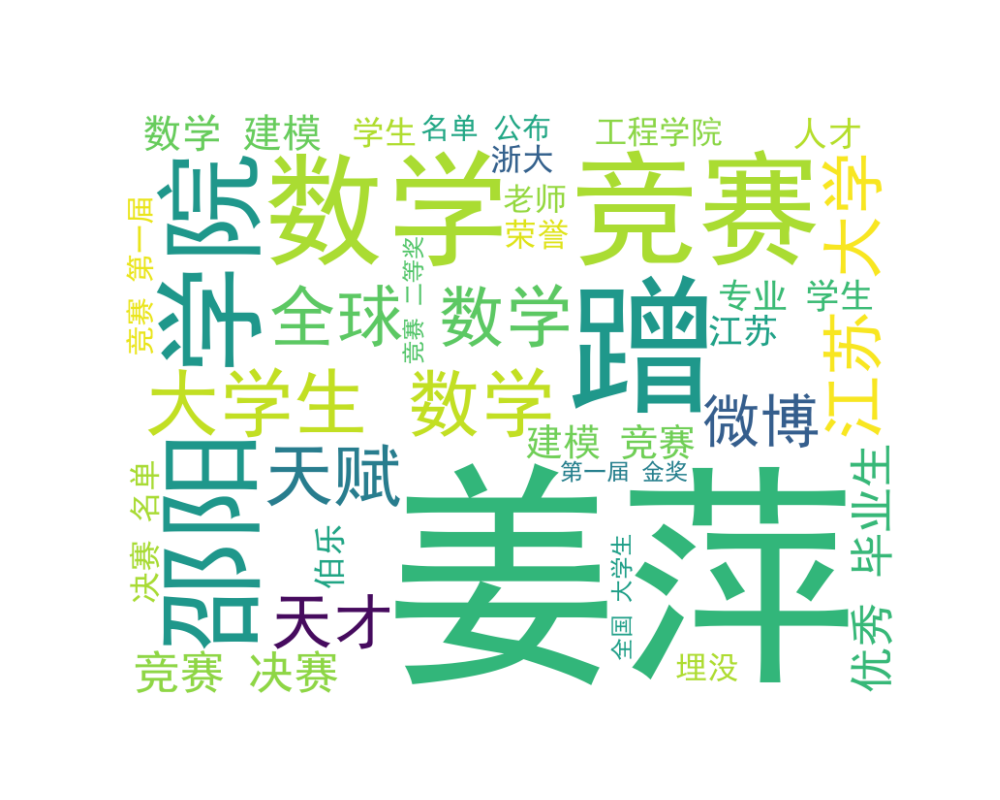 数学 建模
学生
名单 公布
工程学院
人才
浙大
数学 竞赛
学院
大学
老师
荣誉
竞赛 第一届
竞赛 二等奖
全球 数学
蹭
专业 学生
江苏
江苏
大学生
数学
微博
建模 竞赛
邵阳
天赋
第一届 金奖
姜萍
毕业生
优秀
决赛 名单
伯乐
全国 大学生
天才
竞赛 决赛
埋没